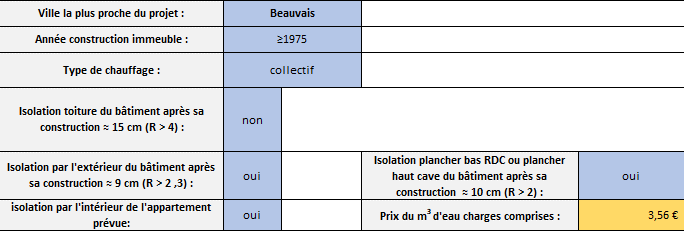 Ville la plus proche du projet :
Beauvais
Année construction immeuble :
≥1975
Type de chauffage :
collectif
Isolation toiture du bâtiment après sa
construction ≈ 15 cm (R > 4) :
non
Isolation par l'extérieur du bâtiment après
sa construction ≈ 9 cm (R > 2 ,3) :
oui
Isolation plancher bas RDC ou plancher
haut cave du bâtiment après sa
construction ≈ 10 cm (R > 2) :
oui
isolation par l'intérieur de l'appartement
prévue:
oui
Prix du m³ d'eau charges comprises :
3,56 €